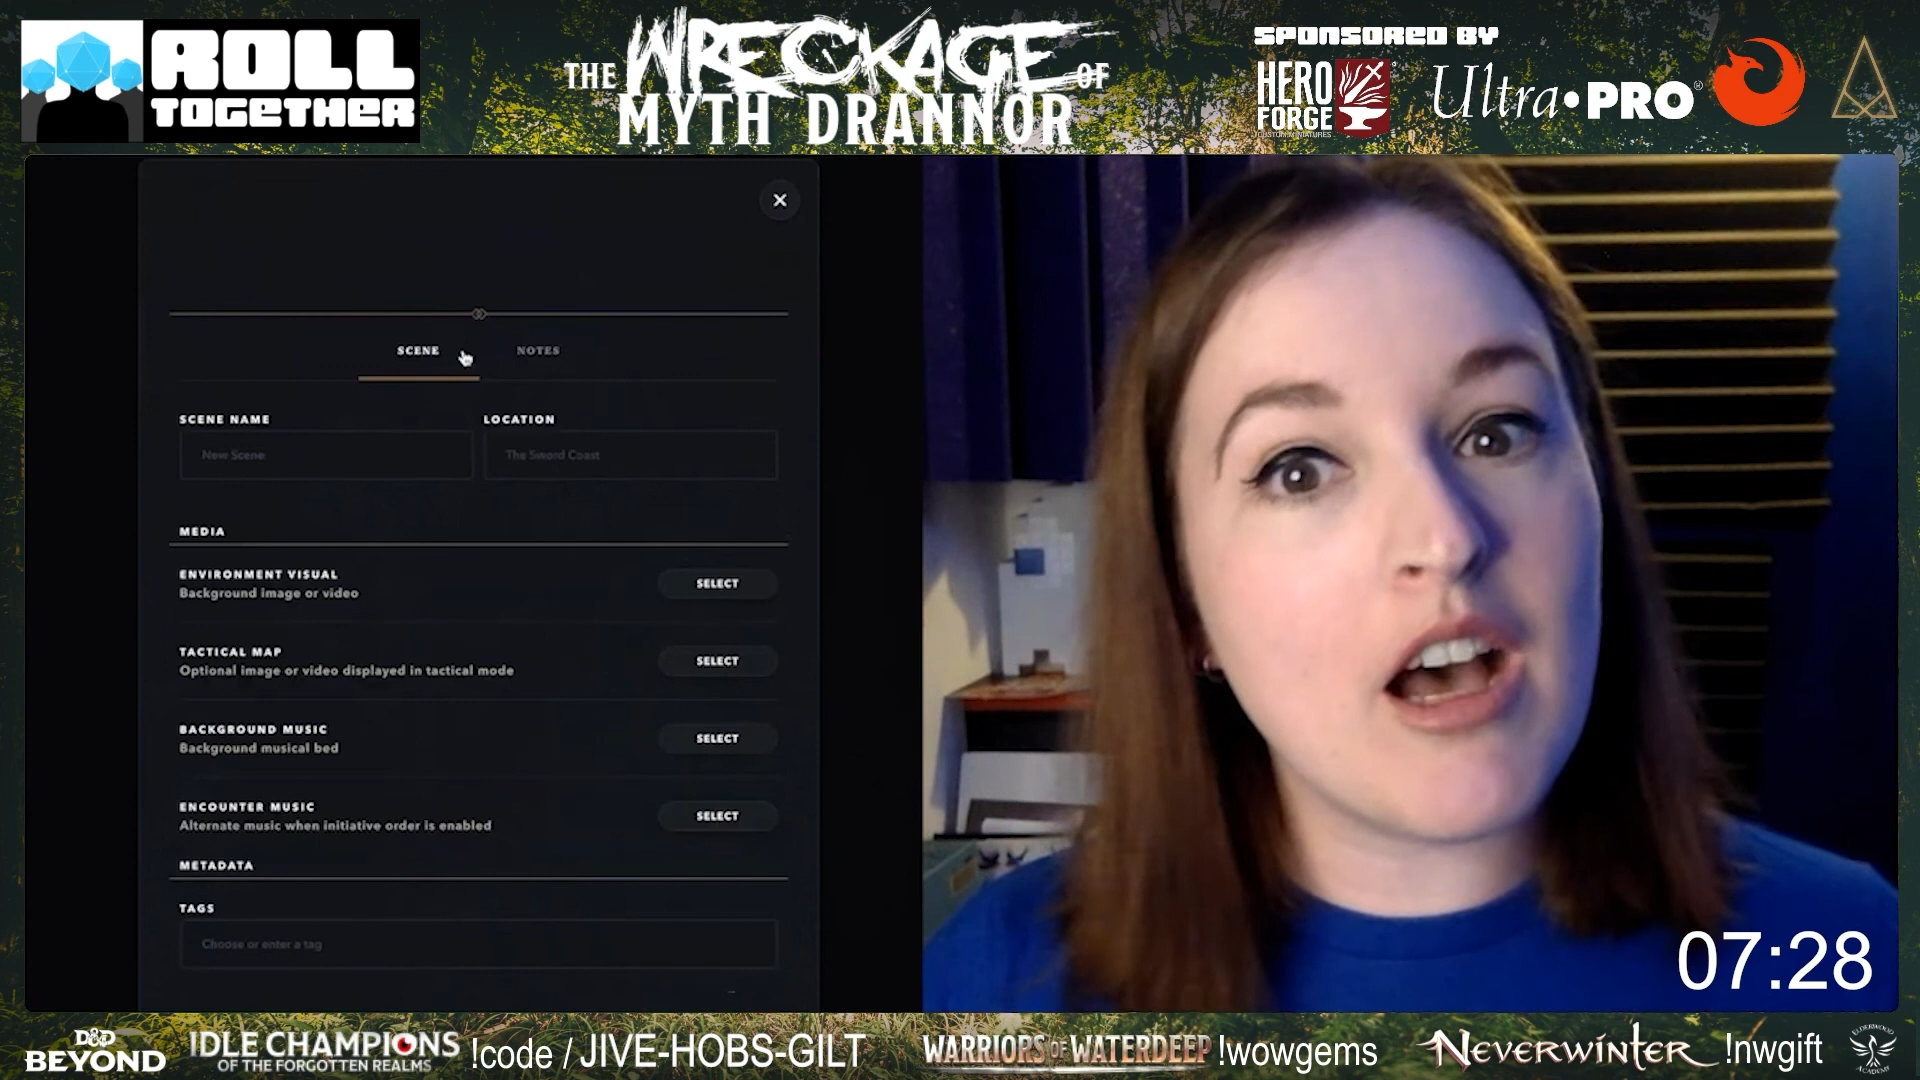 ROLL
TOGETHER
THE WRECKAGE OF
MYTH DRANNOR
SPONSORED BY
HERO
FORGE
CUSTOM MINIATURES
Ultra•PRO®
SCENE
NOTES
SCENE NAME
LOCATION
New Scene
The Sword Coast
MEDIA
ENVIRONMENT VISUAL
Background image or video
SELECT
TACTICAL MAP
Optional image or video displayed in tactical mode
SELECT
BACKGROUND MUSIC
Background musical bed
SELECT
ENCOUNTER MUSIC
Alternate music when initiative order is enabled
SELECT
METADATA
TAGS
Choose or enter a tag
07:28
D&D
BEYOND
IDLE CHAMPIONS
OF THE FORGOTTEN REALMS
!code / JIVE-HOBS-GILT
WARRIORS OF WATERDEEP
!wowgems
NEVERWINTER
!nwgift
ELDERWOOD
ACADEMY